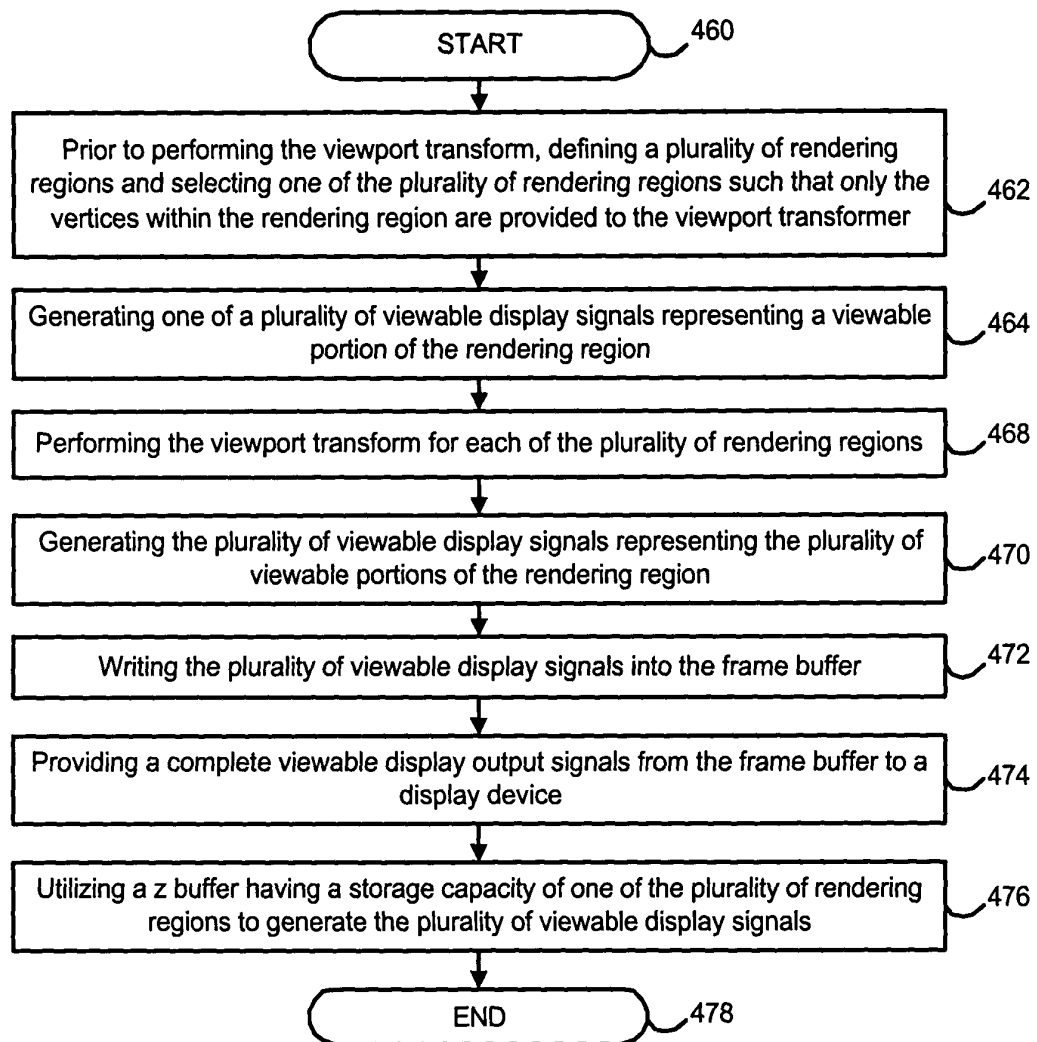 START
460
Prior to performing the viewport transform, defining a plurality of rendering
regions and selecting one of the plurality of rendering regions such that only the
vertices within the rendering region are provided to the viewport transformer
462
Generating one of a plurality of viewable display signals representing a viewable
portion of the rendering region
464
Performing the viewport transform for each of the plurality of rendering regions
468
Generating the plurality of viewable display signals representing the plurality of
viewable portions of the rendering region
470
Writing the plurality of viewable display signals into the frame buffer
472
Providing a complete viewable display output signals from the frame buffer to a
display device
474
Utilizing a z buffer having a storage capacity of one of the plurality of rendering
regions to generate the plurality of viewable display signals
476
END
478